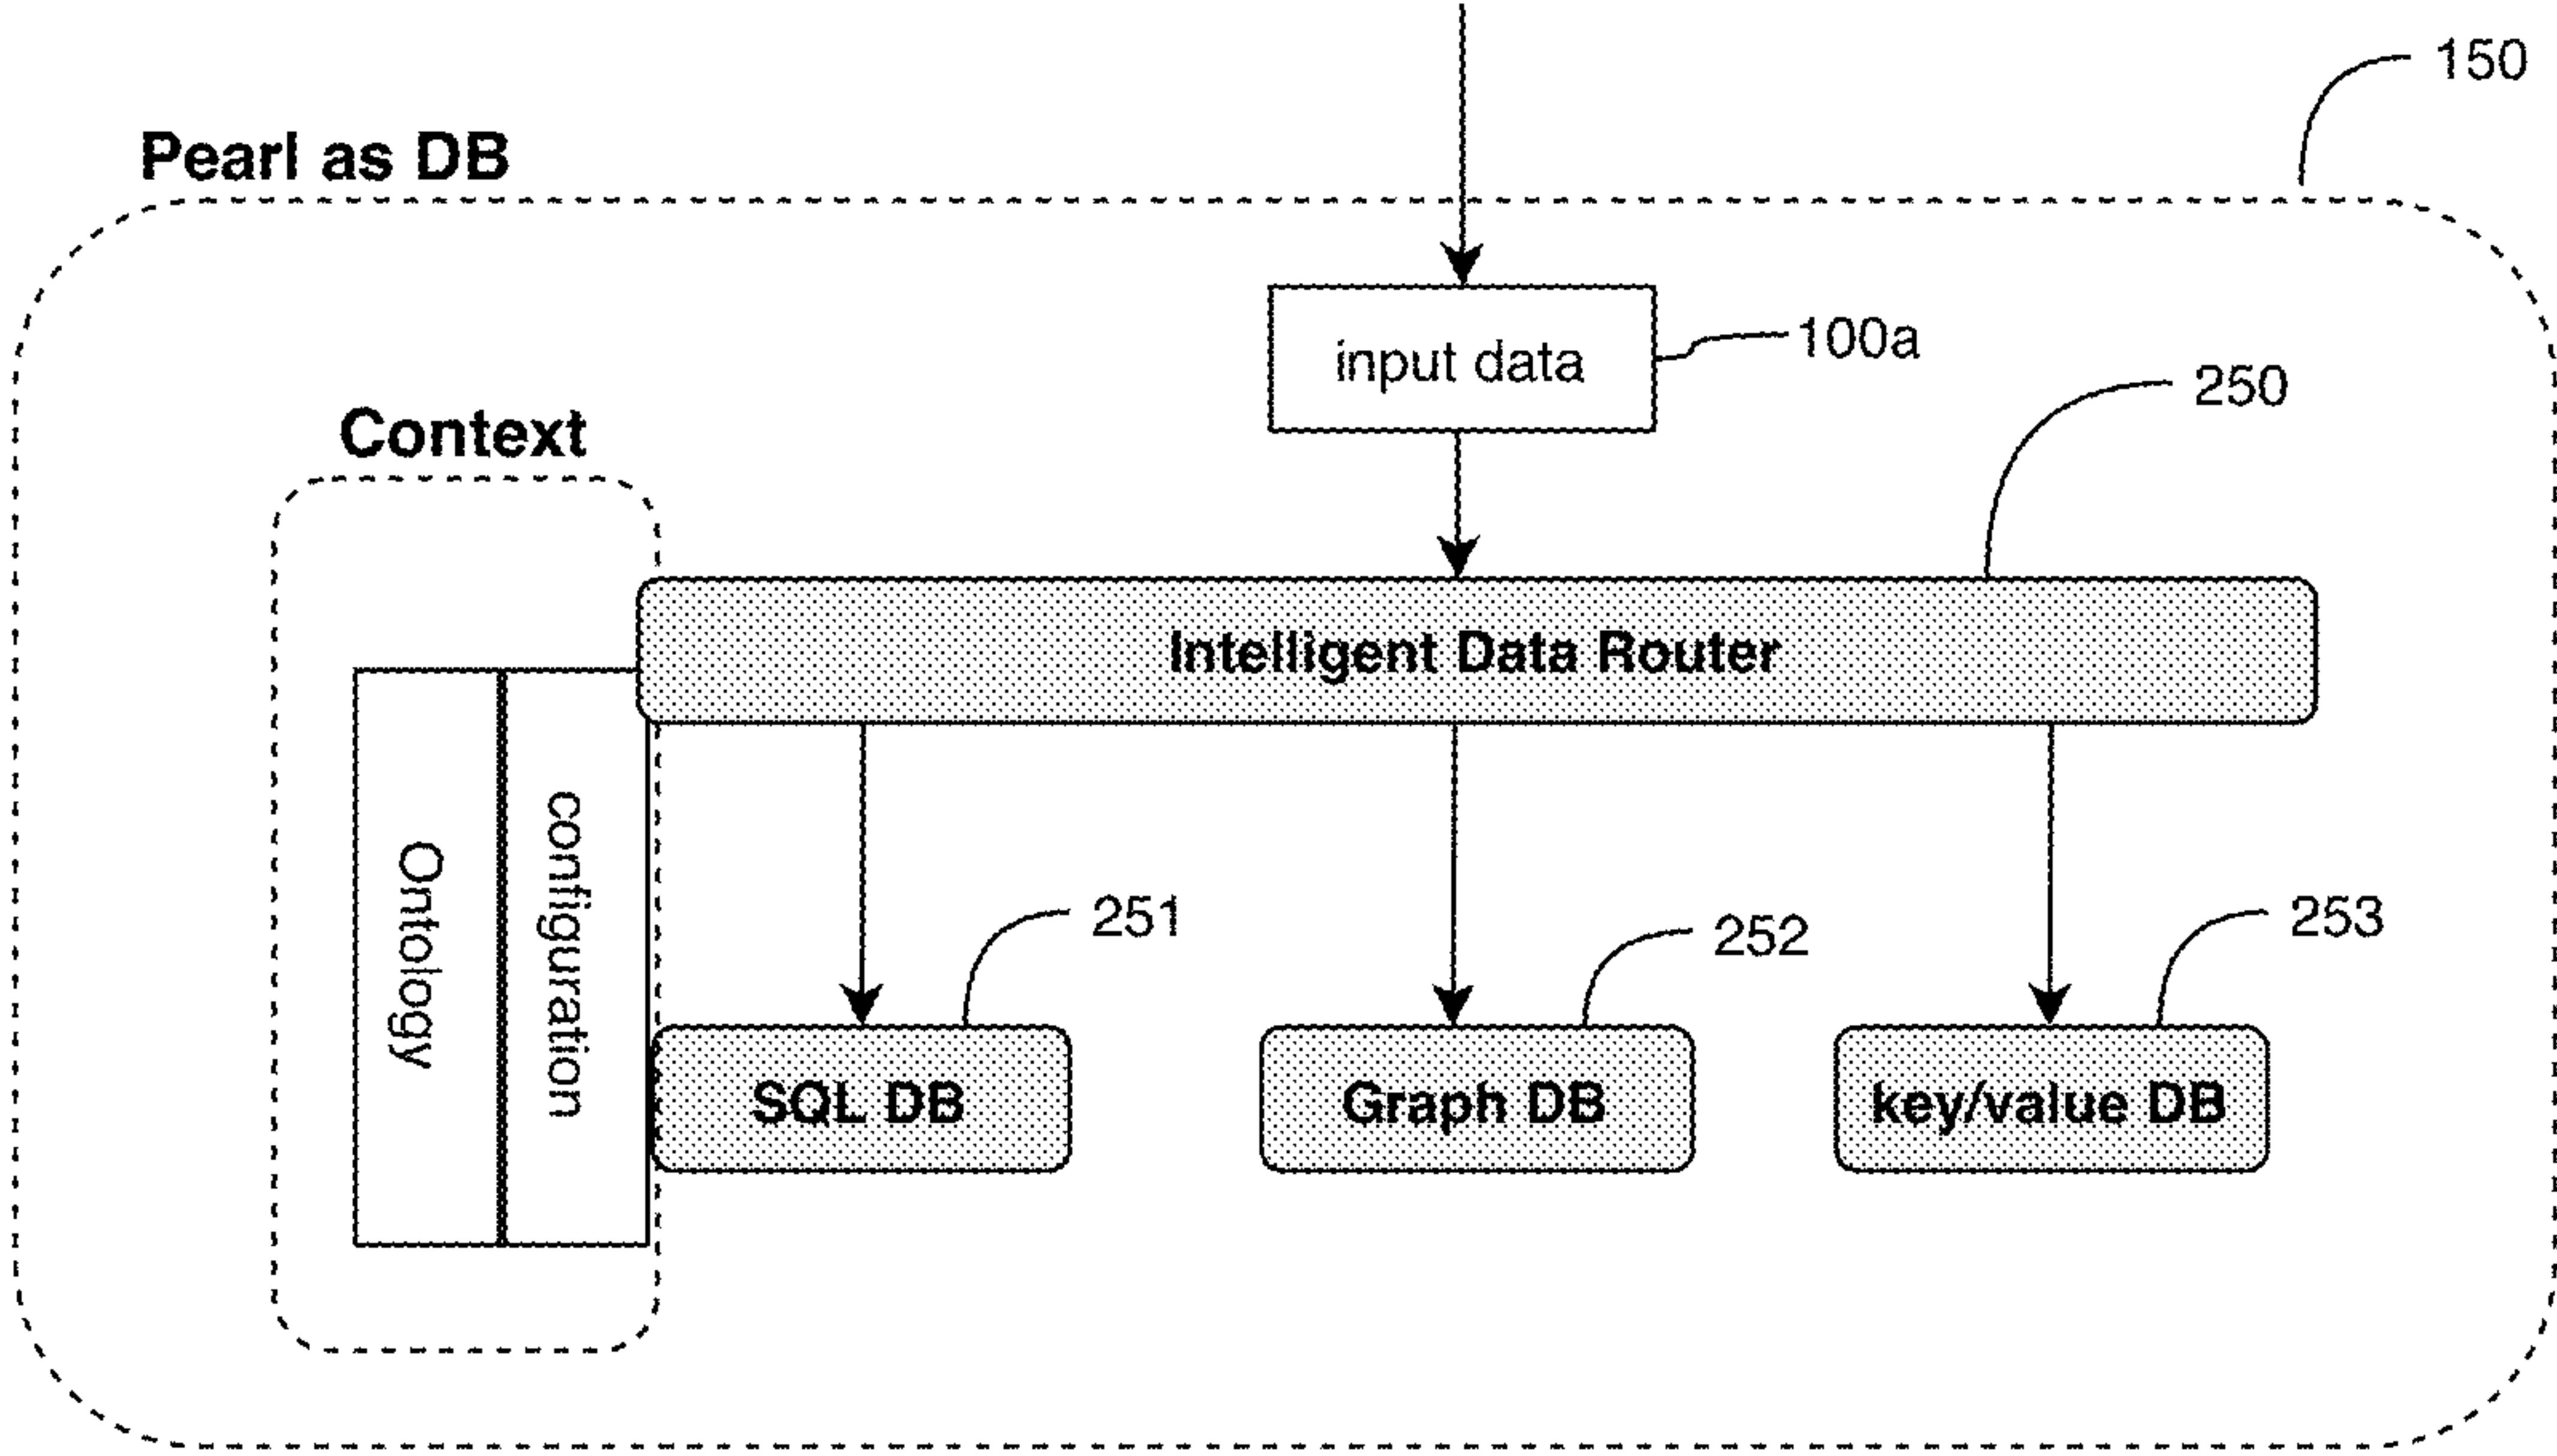 150
Pearl as DB
input data
100a
250
Context
Intelligent Data Router
Ontology
configuration
251
252
253
SQL DB
Graph DB
key/value DB